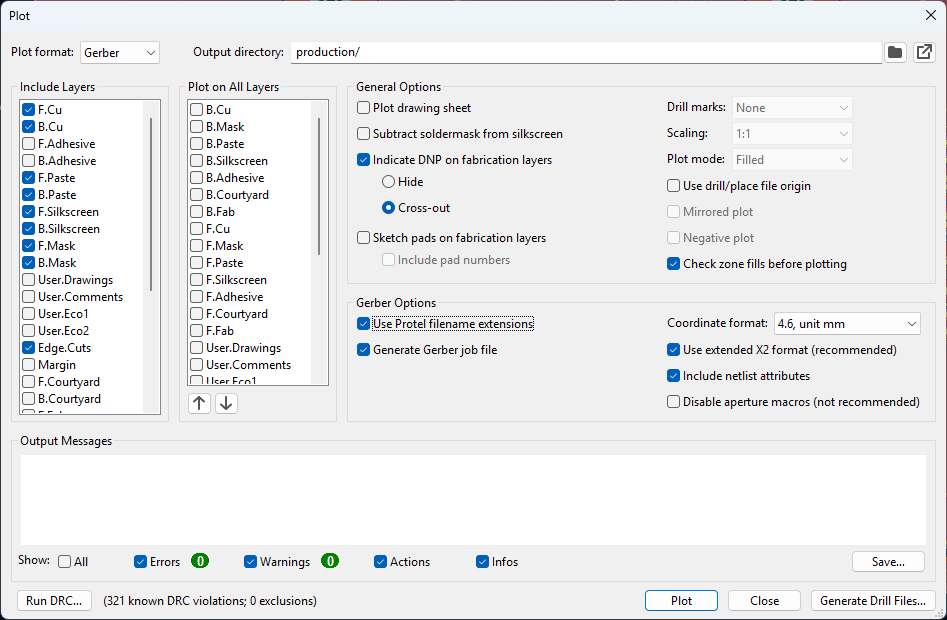 Plot
Plot format: Gerber
Output directory: production/
Include Layers
F.Cu
B.Cu
F.Adhesive
B.Adhesive
F.Paste
B.Paste
F.Silkscreen
B.Silkscreen
F.Mask
B.Mask
User.Drawings
User.Comments
User.Eco1
User.Eco2
Edge.Cuts
Margin
F.Courtyard
B.Courtyard
Plot on All Layers
B.Cu
B.Mask
B.Paste
B.Silkscreen
B.Adhesive
B.Courtyard
B.Fab
F.Cu
F.Mask
F.Paste
F.Silkscreen
F.Adhesive
F.Courtyard
F.Fab
User.Drawings
User.Comments
User.Eco1
General Options
Plot drawing sheet
Subtract soldermask from silkscreen
Indicate DNP on fabrication layers
Hide
Cross-out
Sketch pads on fabrication layers
Include pad numbers
Drill marks: None
Scaling: 1:1
Plot mode: Filled
Use drill/place file origin
Mirrored plot
Negative plot
Check zone fills before plotting
Gerber Options
Use Protel filename extensions
Generate Gerber job file
Coordinate format: 4.6, unit mm
Use extended X2 format (recommended)
Include netlist attributes
Disable aperture macros (not recommended)
Output Messages
Show: All Errors 0 Warnings 0 Actions Infos Save...
Run DRC... (321 known DRC violations; 0 exclusions) Plot Close Generate Drill Files...